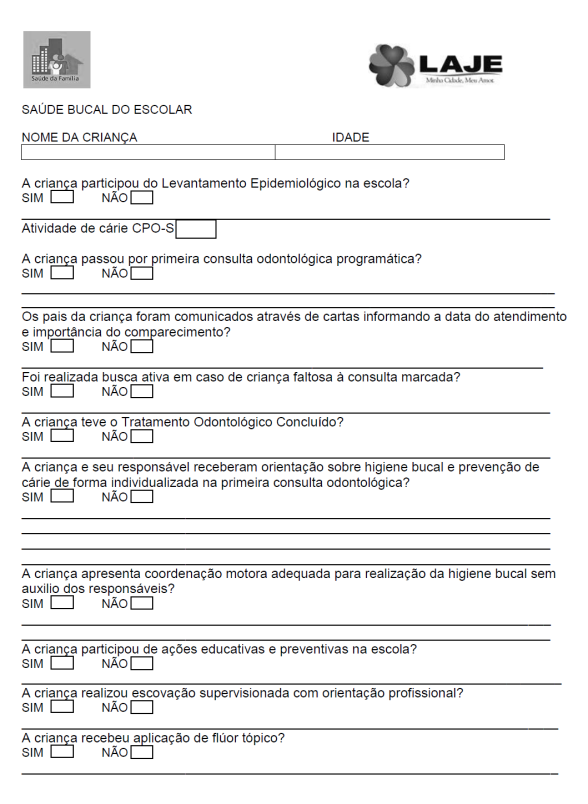 Saúde da Família
LAJE
Minha Cidade, Meu Amor.
SAÚDE BUCAL DO ESCOLAR
NOME DA CRIANÇA IDADE
A criança participou do Levantamento Epidemiológico na escola?
SIM NÃO
Atividade de cárie CPO-S
A criança passou por primeira consulta odontológica programática?
SIM NÃO
Os pais da criança foram comunicados através de cartas informando a data do atendimento
e importância do comparecimento?
SIM NÃO
Foi realizada busca ativa em caso de criança faltosa à consulta marcada?
SIM NÃO
A criança teve o Tratamento Odontológico Concluído?
SIM NÃO
A criança e seu responsável receberam orientação sobre higiene bucal e prevenção de
cárie de forma individualizada na primeira consulta odontológica?
SIM NÃO
A criança apresenta coordenação motora adequada para realização da higiene bucal sem
auxilio dos responsáveis?
SIM NÃO
A criança participou de ações educativas e preventivas na escola?
SIM NÃO
A criança realizou escovação supervisionada com orientação profissional?
SIM NÃO
A criança recebeu aplicação de flúor tópico?
SIM NÃO